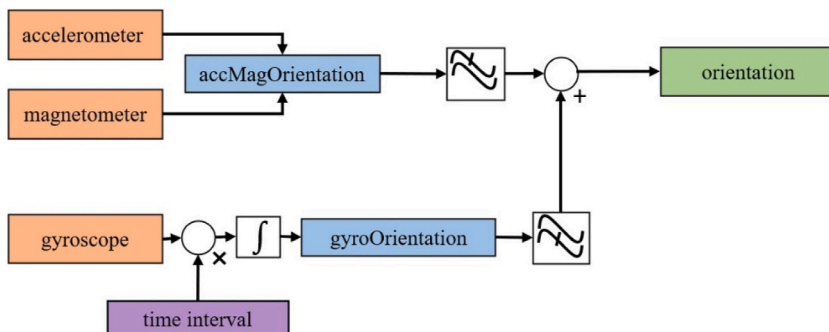 accelerometer
accMagOrientation
magnetometer
orientation
+
gyroscope
×
∫
gyroOrientation
time interval